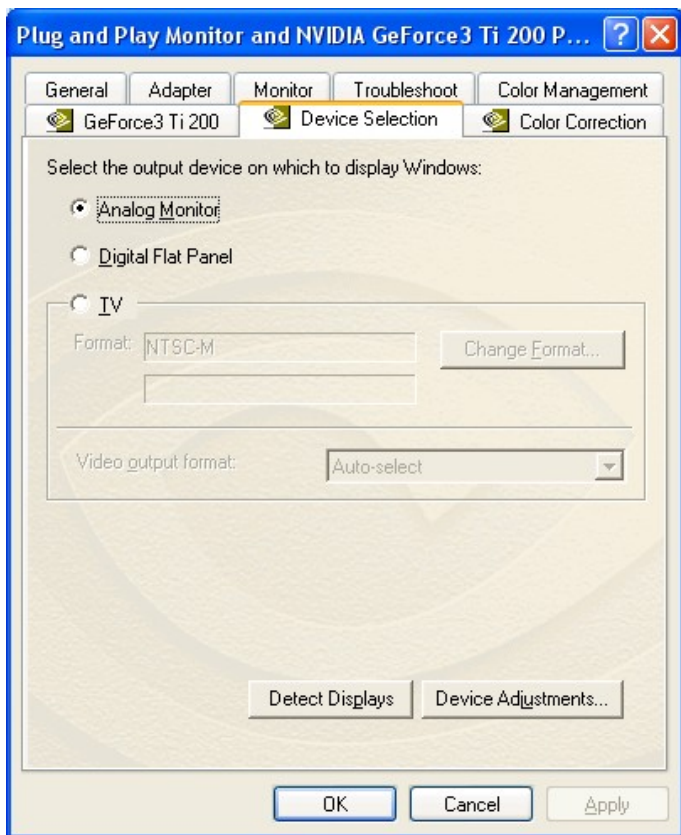 Plug and Play Monitor and NVIDIA GeForce3 Ti 200 P...
General Adapter Monitor Troubleshoot Color Management
GeForce3 Ti 200 Device Selection Color Correction
Select the output device on which to display Windows:
Analog Monitor
Digital Flat Panel
TV
Format: NTSC-M Change Format...
Video output format: Auto-select
Detect Displays Device Adjustments...
OK Cancel Apply